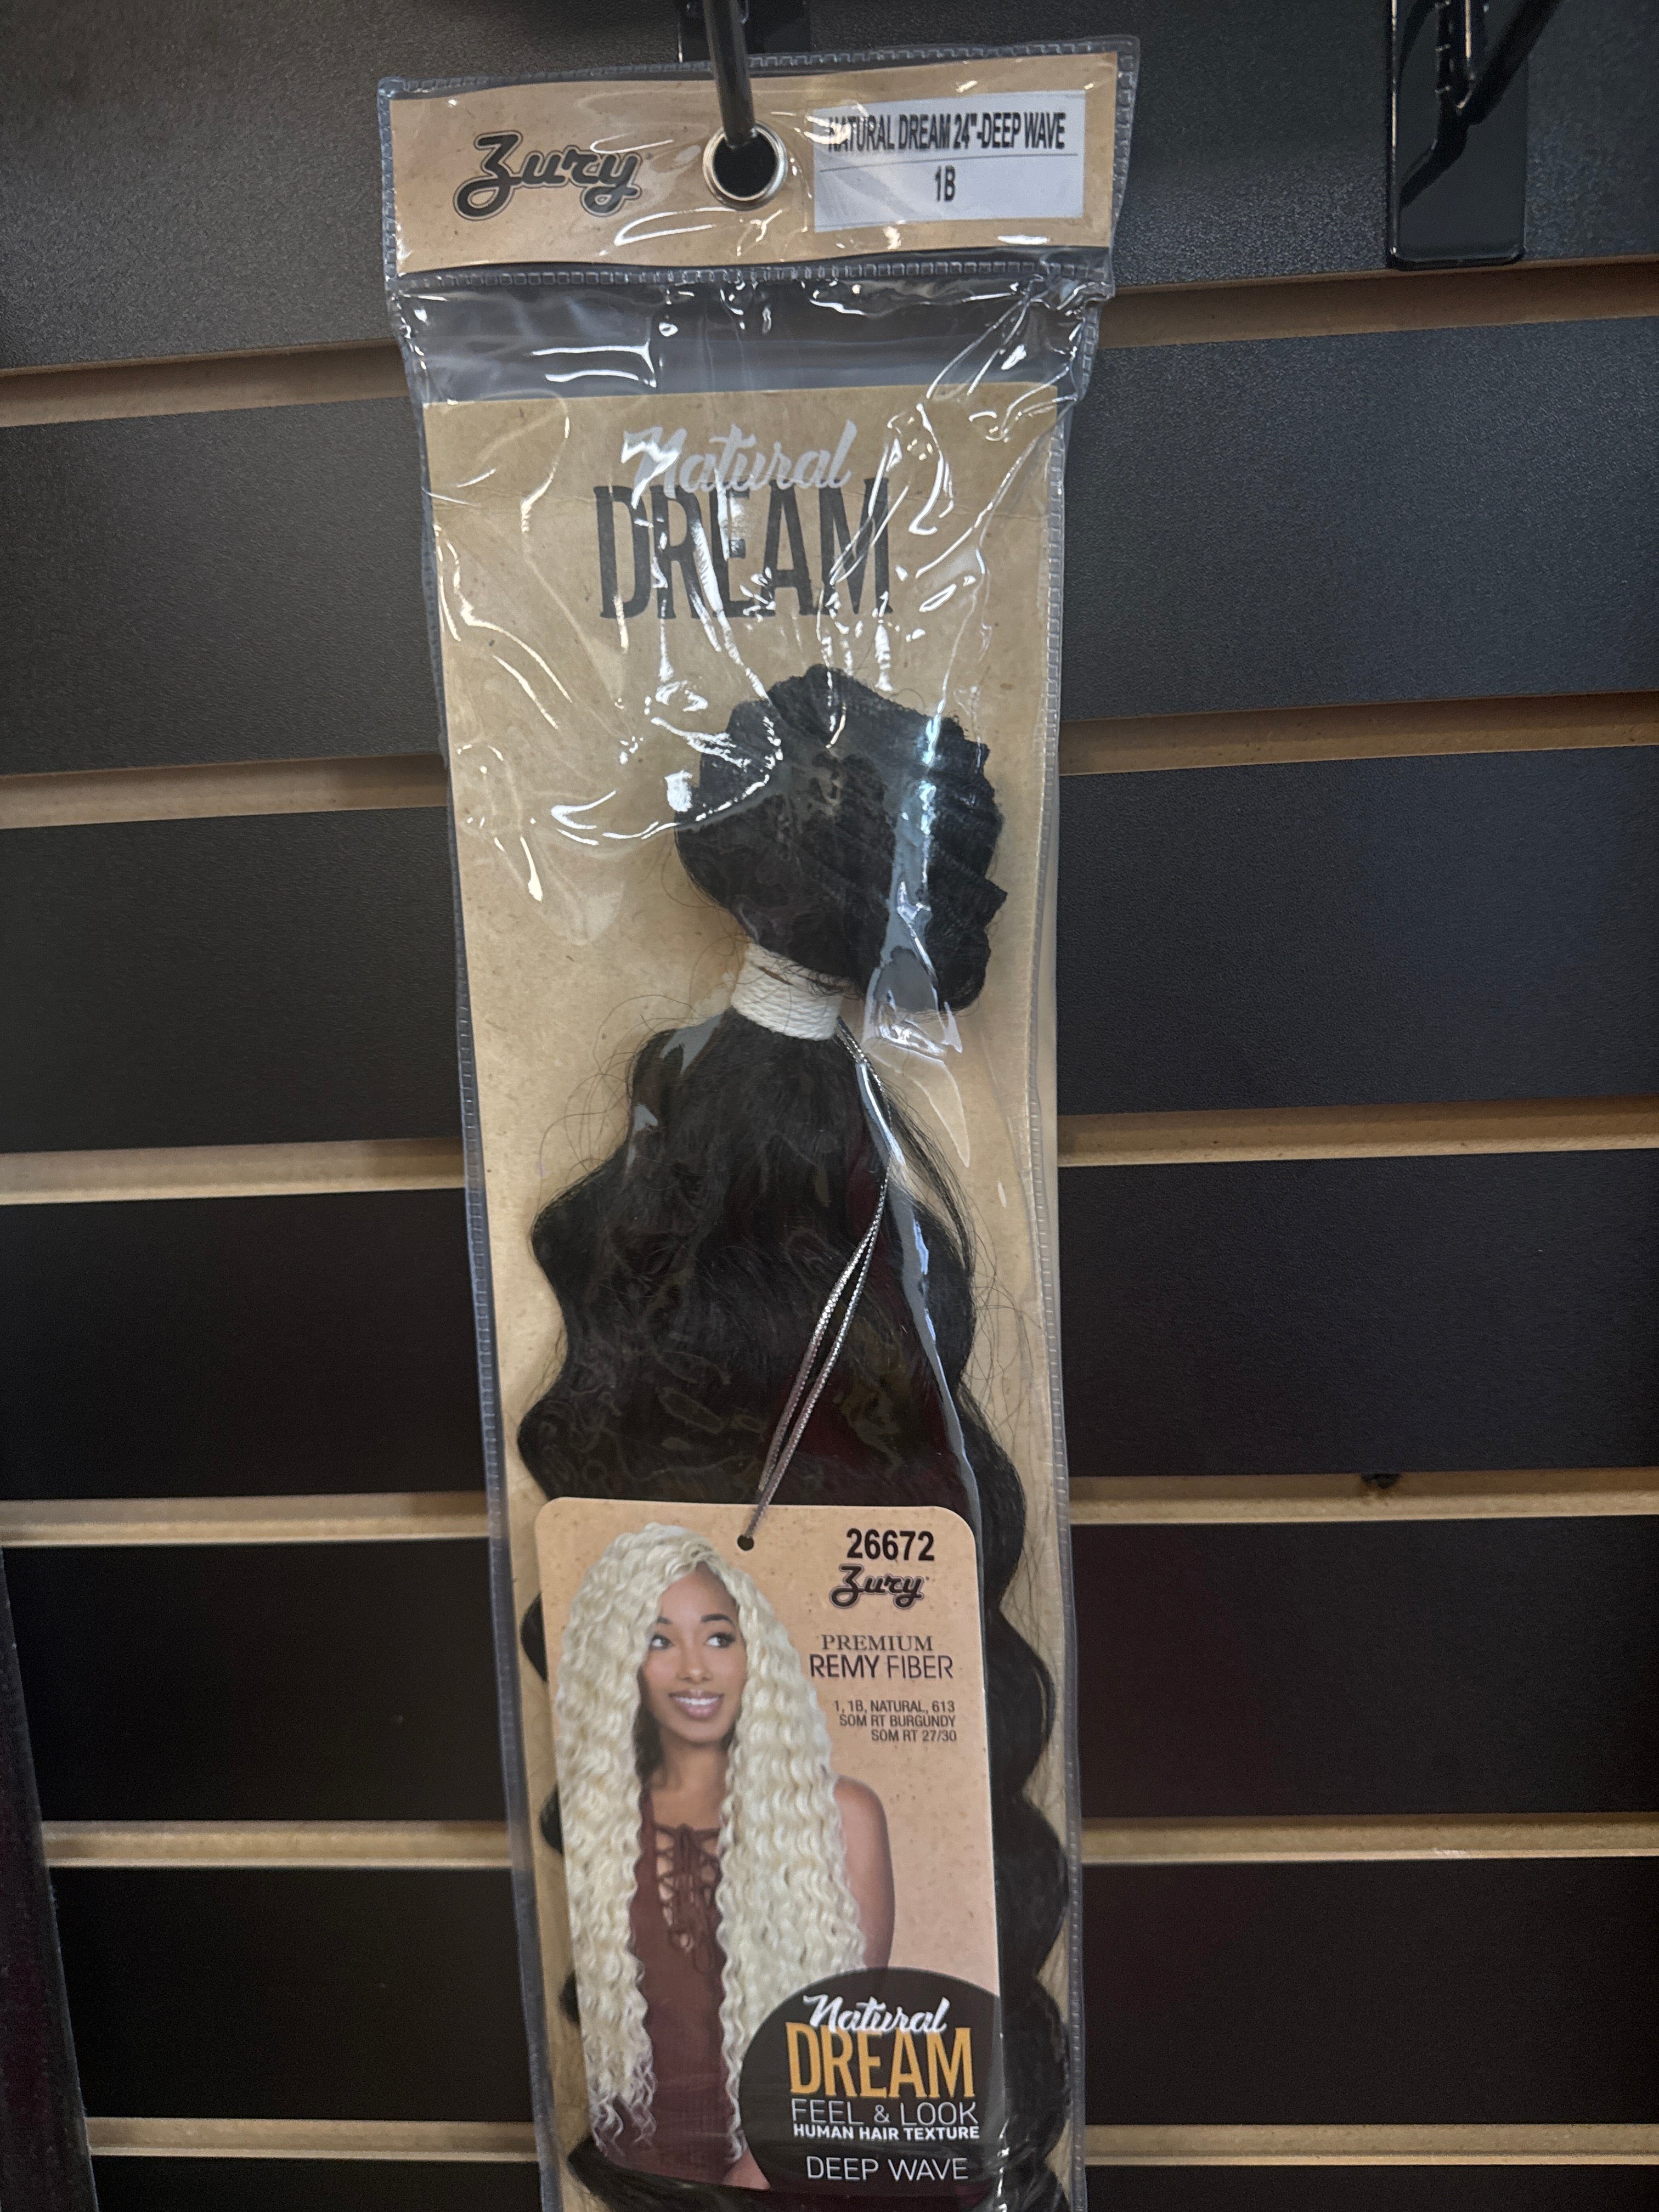 Zury
NATURAL DREAM 24"-DEEP WAVE
1B
Natural
DREAM
26672
Zury
PREMIUM
REMY FIBER
1, 1B, NATURAL, 613
SOM RT BURGUNDY
SOM RT 27/30
Natural
DREAM
FEEL & LOOK
HUMAN HAIR TEXTURE
DEEP WAVE